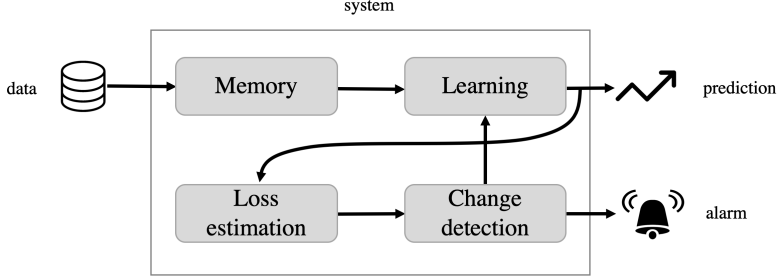 system
data
Memory
Learning
prediction
Loss
estimation
Change
detection
alarm